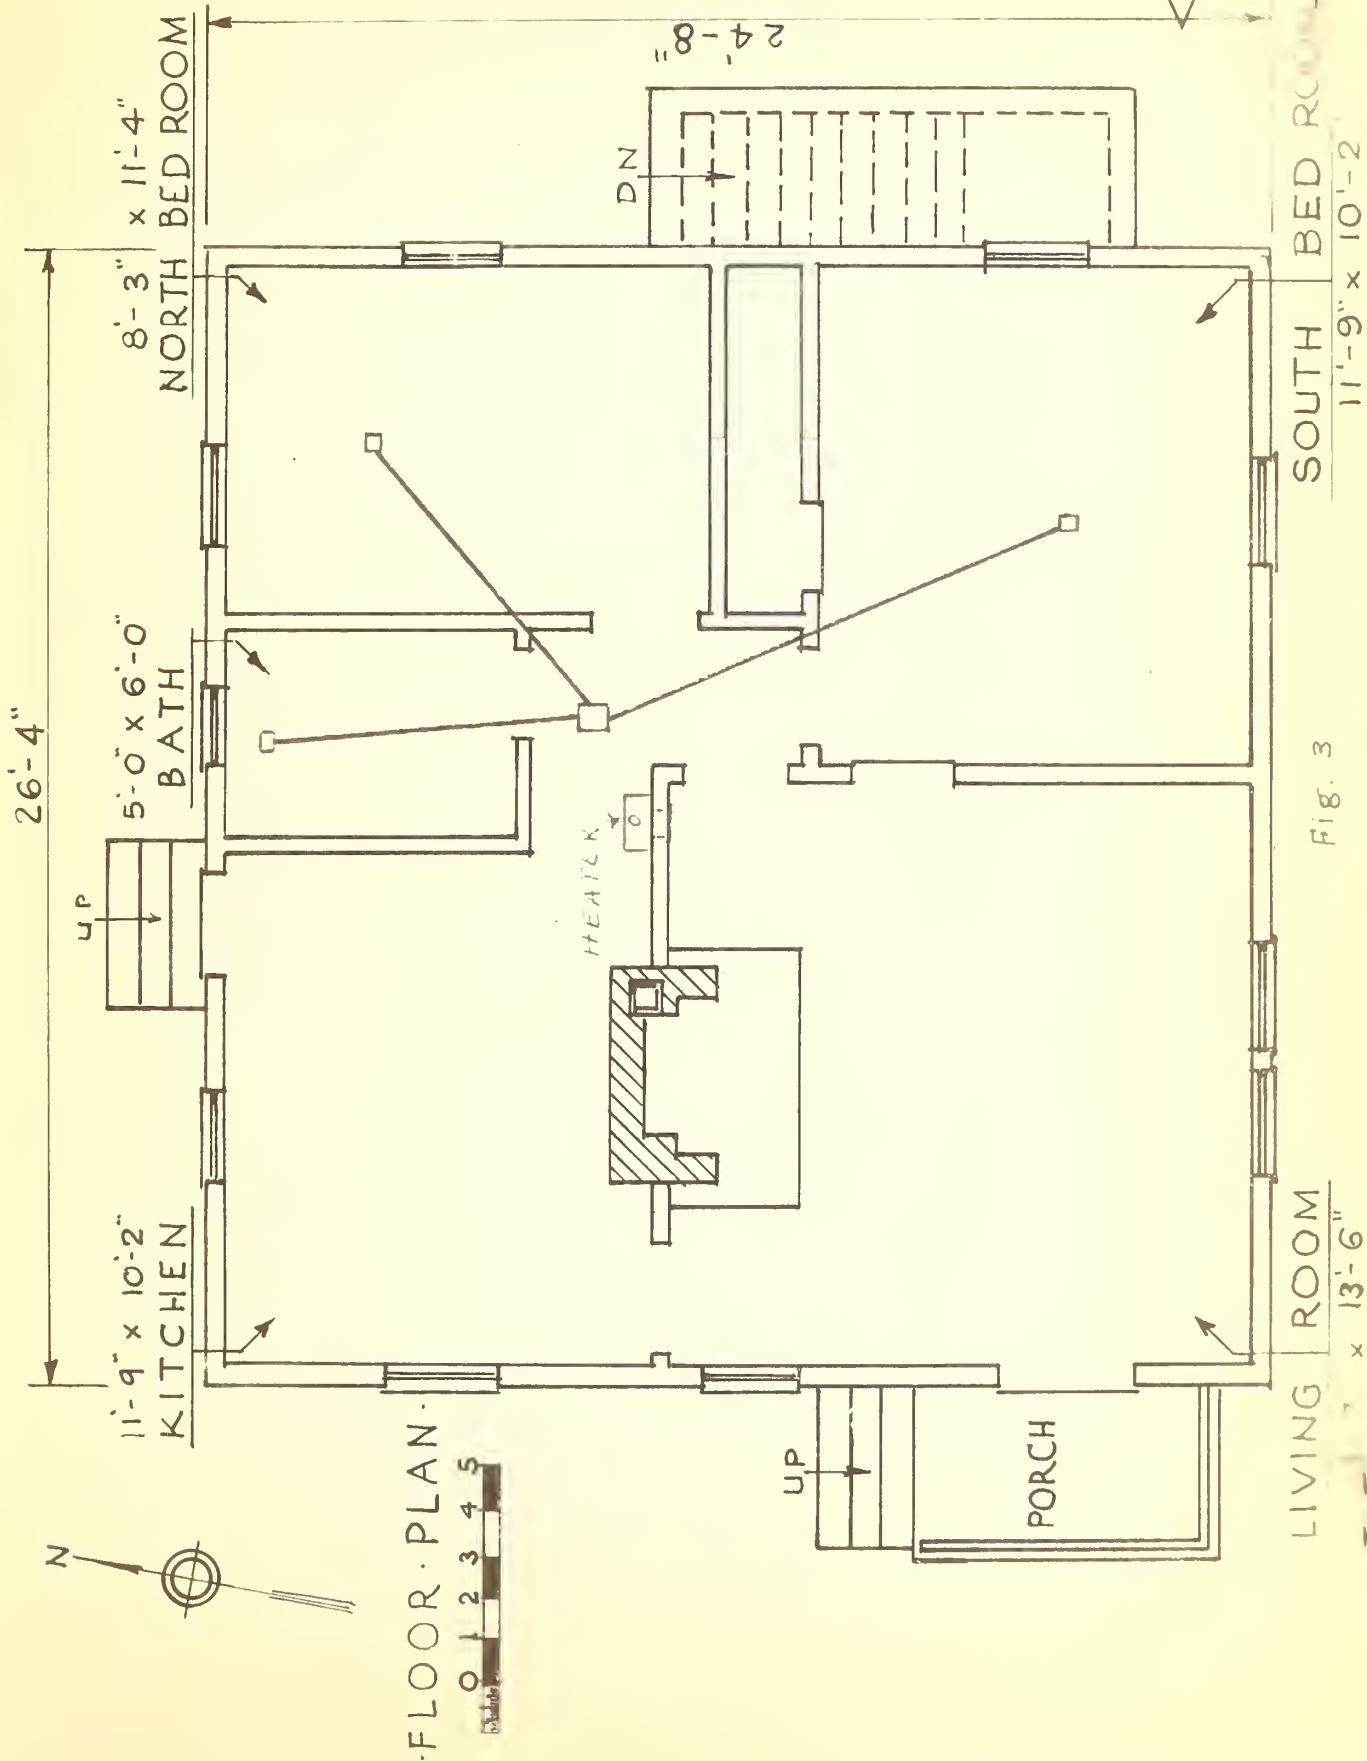 26'-4"
11'-9" x 10'-2"
KITCHEN
UP
5'-0" x 6'-0"
BATH
8'-3" x 11'-4"
NORTH BED ROOM
24'-8"
DN
HEATER
O
UP
PORCH
N
·FLOOR·PLAN·
0 1 2 3 4 5
LIVING ROOM
x 13'-6"
SOUTH BED ROOM
11'-9" x 10'-2
Fig. 3